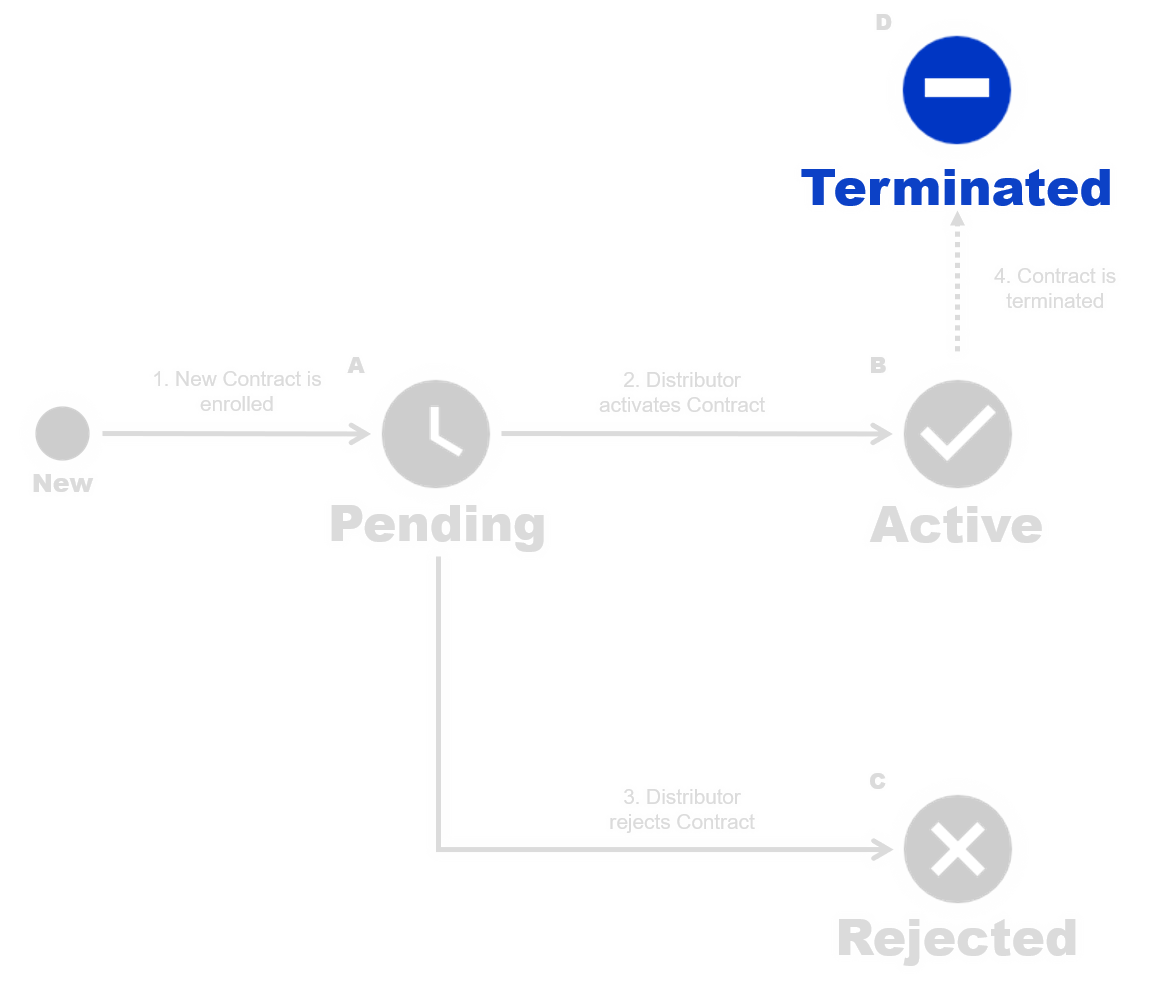 D
Terminated
4. Contract is
terminated
A
B
1. New Contract is
enrolled
2. Distributor
activates Contract
New
Pending
Active
C
3. Distributor
rejects Contract
Rejected